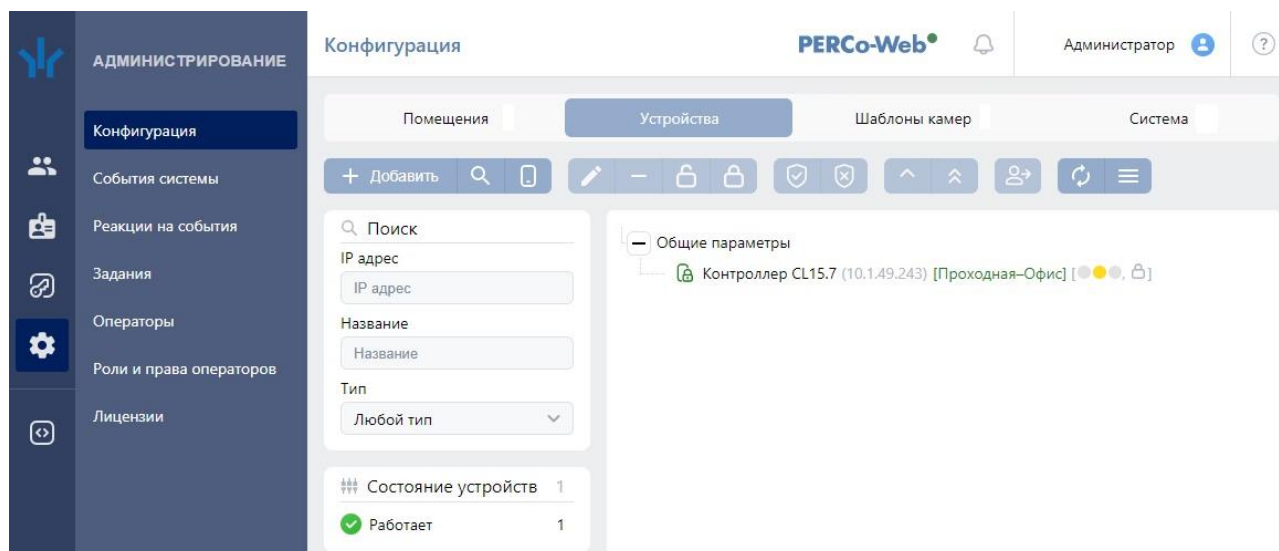 АДМИНИСТРИРОВАНИЕ
Конфигурация
События системы
Реакции на события
Задания
Операторы
Роли и права операторов
Лицензии
Конфигурация
PERCo-Web
Администратор
?
Помещения
Устройства
Шаблоны камер
Система
+ Добавить
Поиск
IP адрес
IP адрес
Название
Название
Тип
Любой тип
Состояние устройств 1
Работает 1
Общие параметры
Контроллер CL15.7 (10.1.49.243) [Проходная–Офис] [ , ]